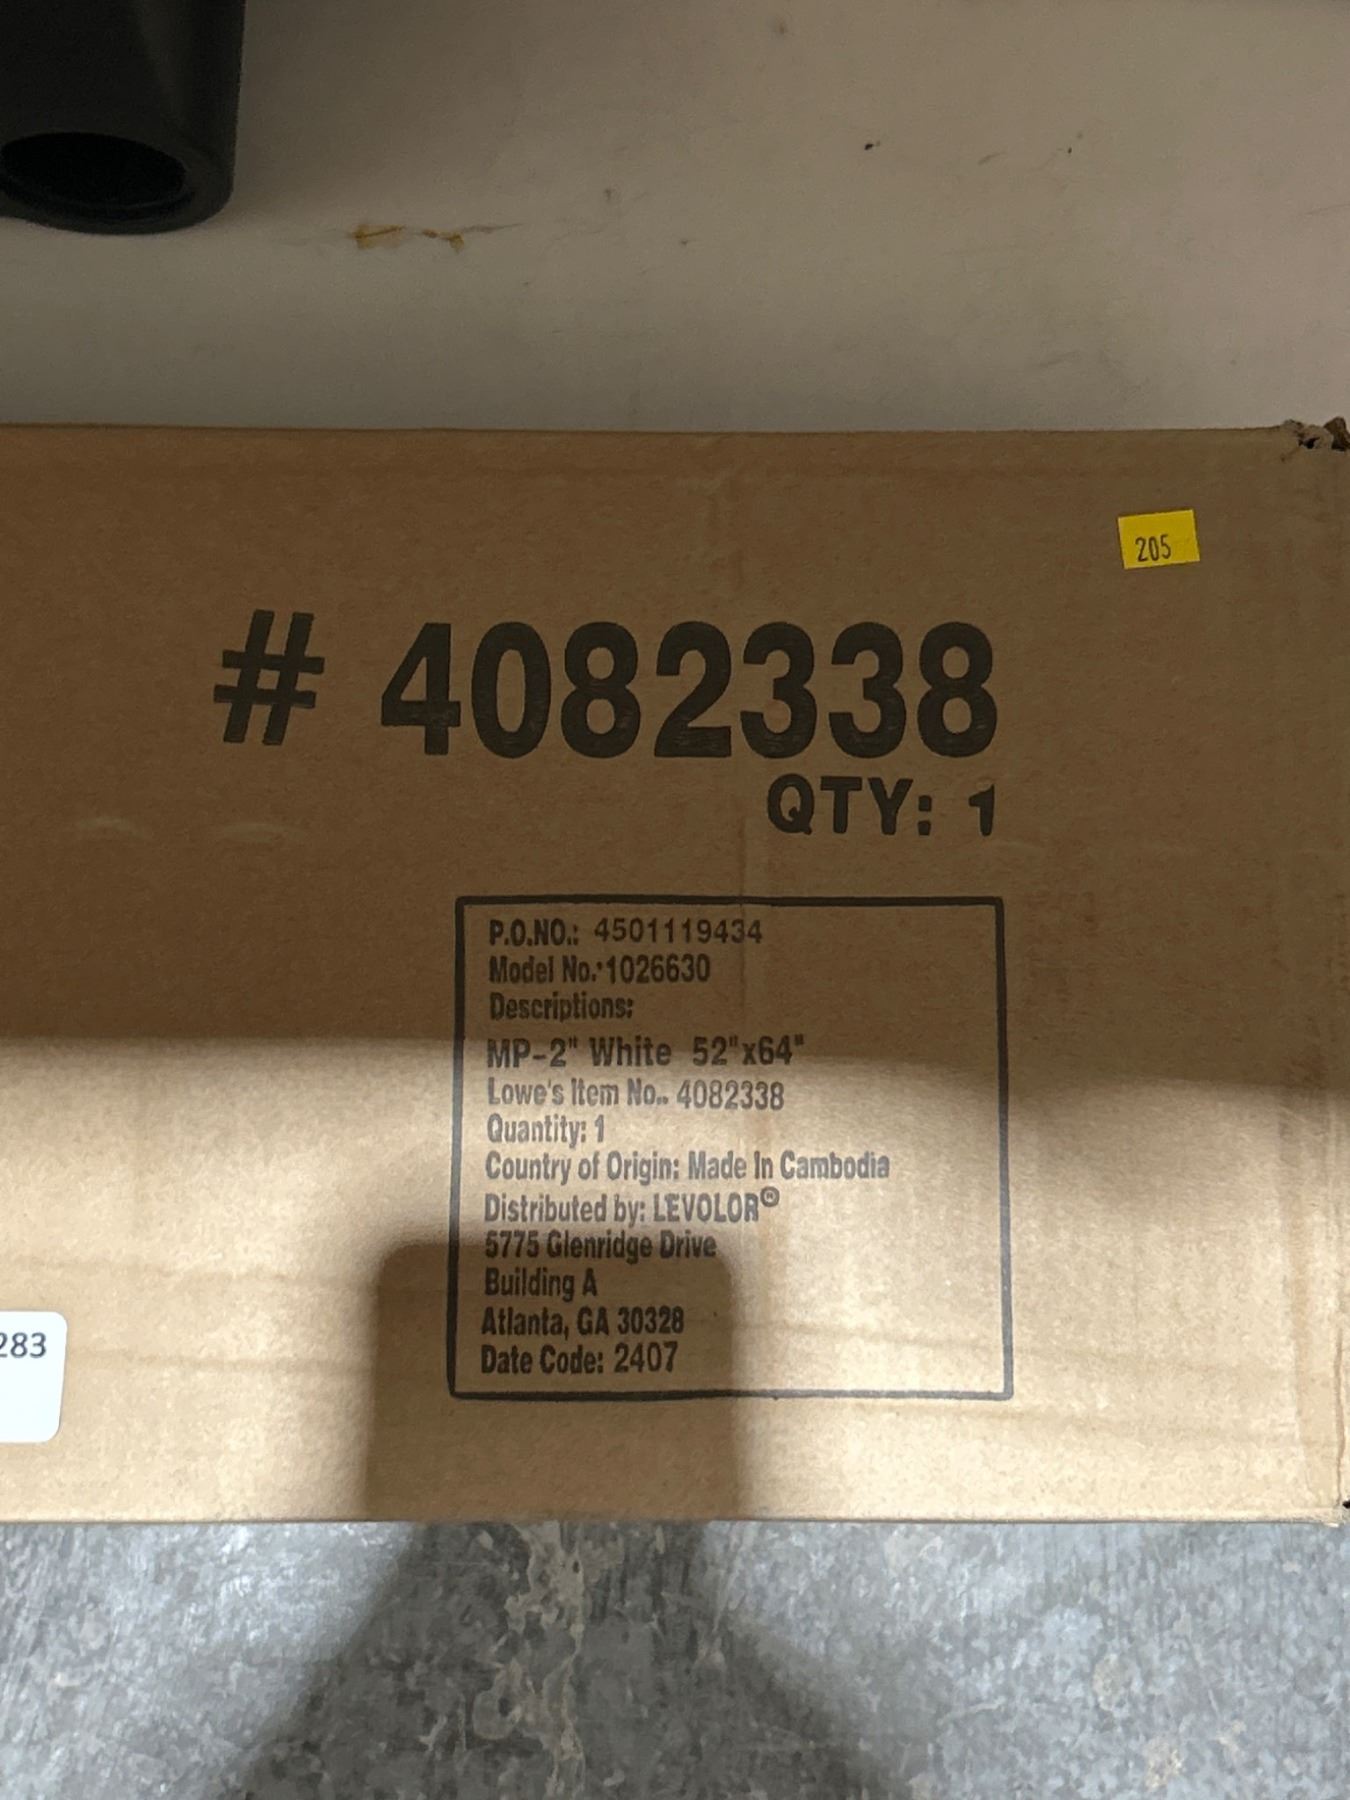 205
# 4082338
QTY: 1
P.O.NO.: 4501119434
Model No.: 1026630
Descriptions:
MP-2" White 52"x64"
Lowe's Item No.. 4082338
Quantity: 1
Country of Origin: Made In Cambodia
Distributed by: LEVOLOR®
5775 Glenridge Drive
Building A
Atlanta, GA 30328
Date Code: 2407
283